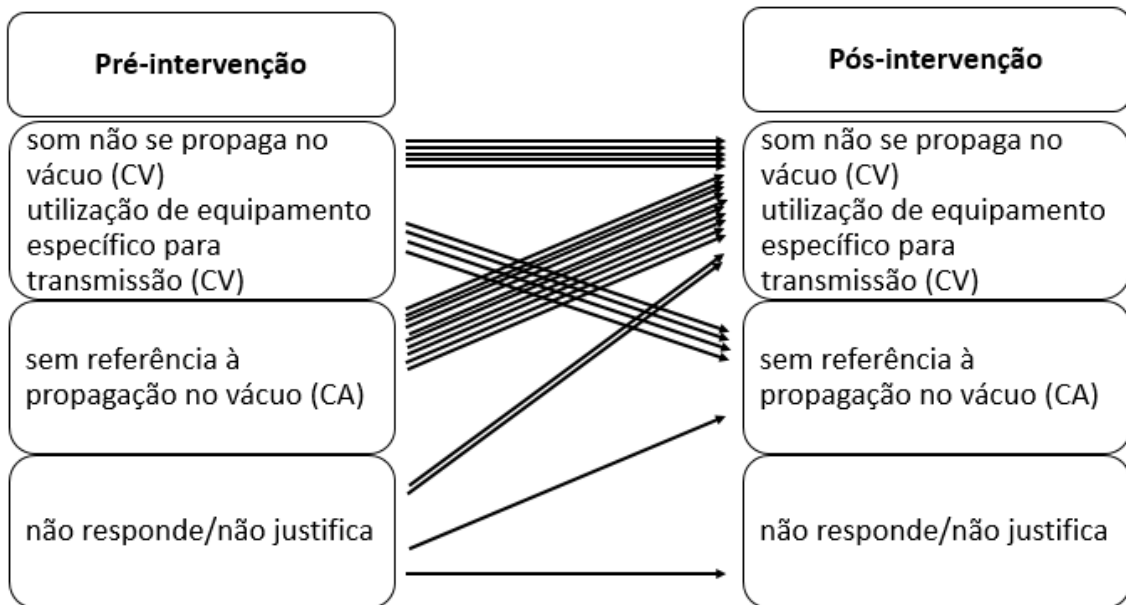 Pré-intervenção
som não se propaga no
vácuo (CV)
utilização de equipamento
específico para
transmissão (CV)
sem referência à
propagação no vácuo (CA)
não responde/não justifica
Pós-intervenção
som não se propaga no
vácuo (CV)
utilização de equipamento
específico para
transmissão (CV)
sem referência à
propagação no vácuo (CA)
não responde/não justifica